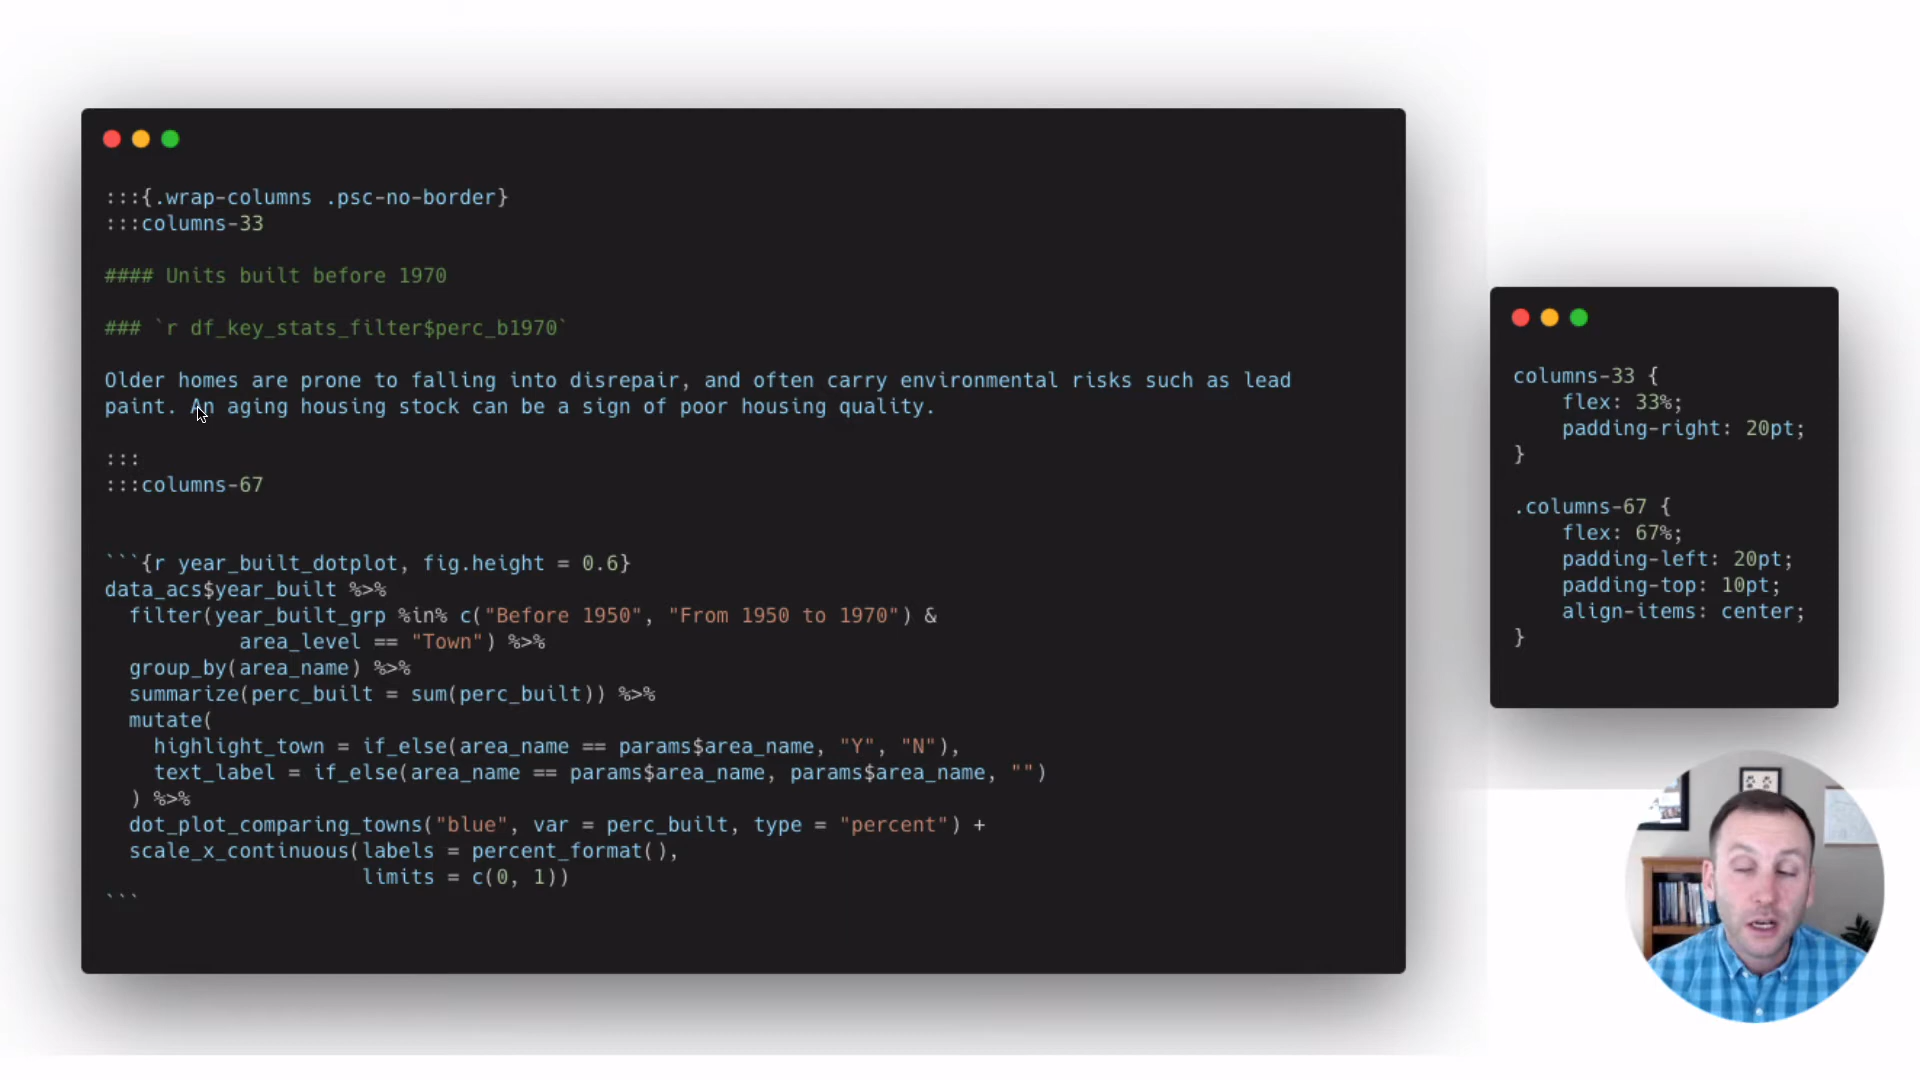 :::{.wrap-columns .psc-no-border}
:::columns-33
#### Units built before 1970
### `r df_key_stats_filter$perc_b1970`
Older homes are prone to falling into disrepair, and often carry environmental risks such as lead
paint. An aging housing stock can be a sign of poor housing quality.
:::
:::columns-67
```{r year_built_dotplot, fig.height = 0.6}
data_acs$year_built %>%
  filter(year_built_grp %in% c("Before 1950", "From 1950 to 1970") &
           area_level == "Town") %>%
  group_by(area_name) %>%
  summarize(perc_built = sum(perc_built)) %>%
  mutate(
    highlight_town = if_else(area_name == params$area_name, "Y", "N"),
    text_label = if_else(area_name == params$area_name, params$area_name, "")
  ) %>%
  dot_plot_comparing_towns("blue", var = perc_built, type = "percent") +
  scale_x_continuous(labels = percent_format(),
                     limits = c(0, 1))
```
columns-33 {
    flex: 33%;
    padding-right: 20pt;
}
.columns-67 {
    flex: 67%;
    padding-left: 20pt;
    padding-top: 10pt;
    align-items: center;
}